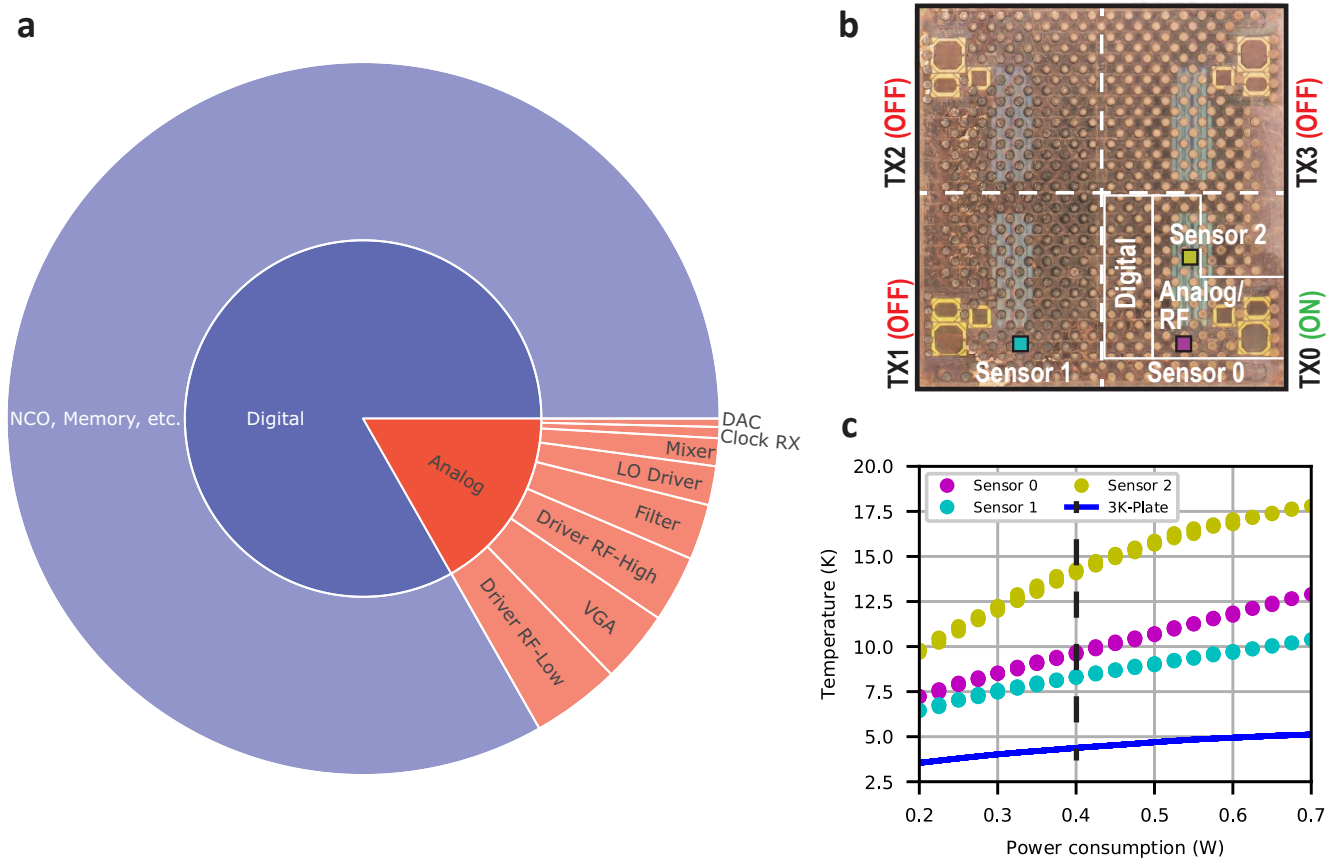 a
NCO, Memory, etc.
Digital
Analog
DAC
Clock RX
Mixer
LO Driver
Filter
Driver RF-High
VGA
Driver RF-Low
b
TX2 (OFF)
TX3 (OFF)
TX1 (OFF)
TX0 (ON)
Sensor 2
Digital
Analog/
RF
Sensor 1
Sensor 0
c
Sensor 0
Sensor 1
Sensor 2
3K-Plate
Temperature (K)
20.0
17.5
15.0
12.5
10.0
7.5
5.0
2.5
0.2
0.3
0.4
0.5
0.6
0.7
Power consumption (W)